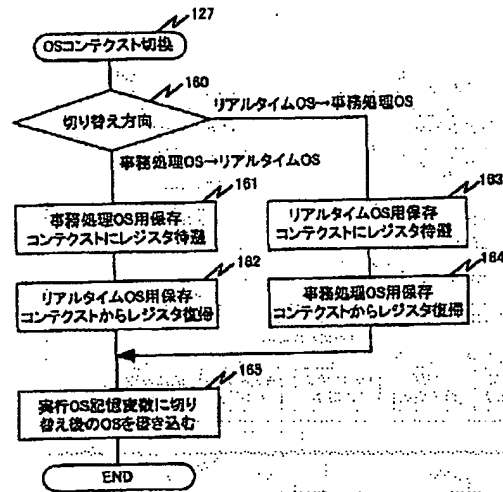 127
OSコンテクスト切換
160
切り替え方向
リアルタイムOS→事務処理OS
事務処理OS→リアルタイムOS
161
事務処理OS用保存
コンテクストにレジスタ待避
163
リアルタイムOS用保存
コンテクストにレジスタ待避
162
リアルタイムOS用保存
コンテクストからレジスタ復帰
164
事務処理OS用保存
コンテクストからレジスタ復帰
165
実行OS記憶変数に切り
替え後のOSを書き込む
END